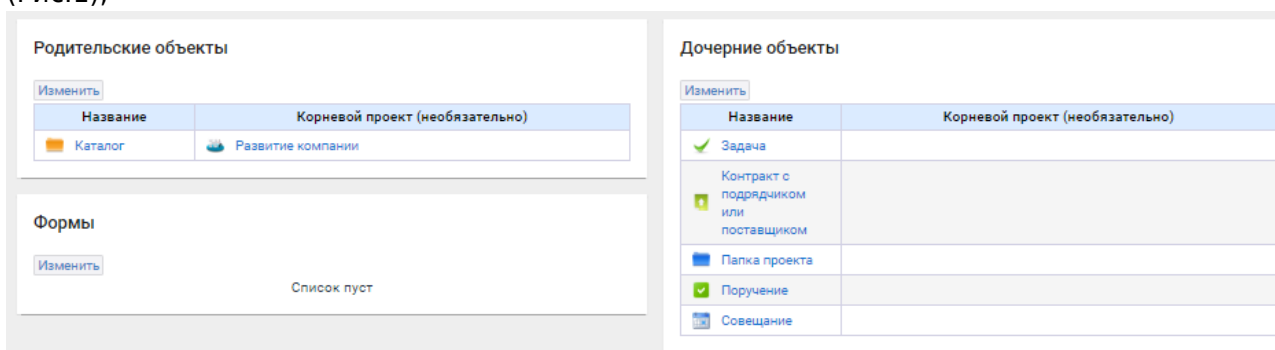 Родительские объекты
Изменить
Название Корневой проект (необязательно)
Каталог Развитие компании
Формы
Изменить
Список пуст
Дочерние объекты
Изменить
Название Корневой проект (необязательно)
Задача
Контракт с
подрядчиком
или
поставщиком
Папка проекта
Поручение
Совещание